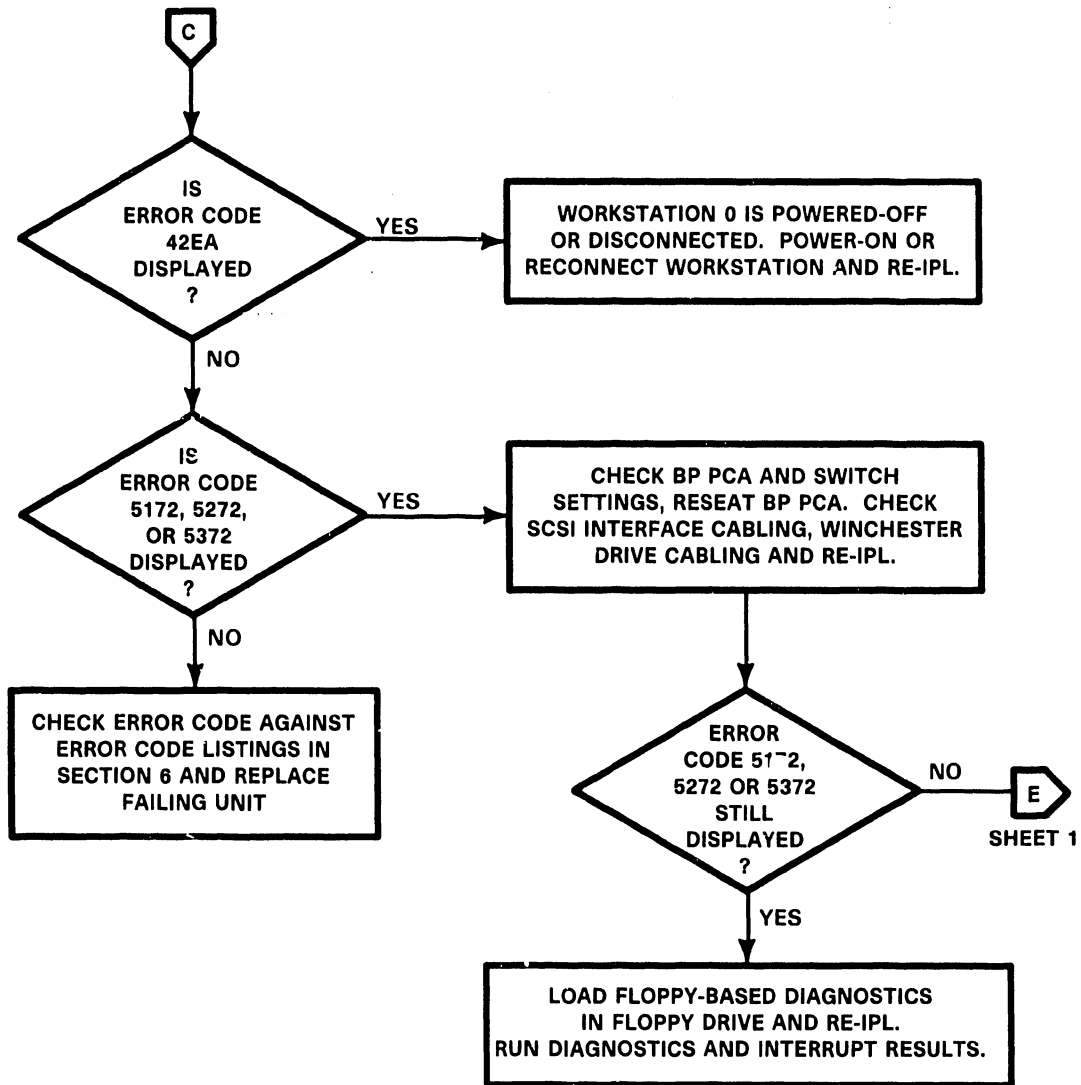 C
IS
ERROR CODE
42EA
DISPLAYED
?
YES
WORKSTATION 0 IS POWERED-OFF
OR DISCONNECTED. POWER-ON OR
RECONNECT WORKSTATION AND RE-IPL.
NO
IS
ERROR CODE
5172, 5272,
OR 5372
DISPLAYED
?
YES
CHECK BP PCA AND SWITCH
SETTINGS, RESEAT BP PCA. CHECK
SCSI INTERFACE CABLING, WINCHESTER
DRIVE CABLING AND RE-IPL.
NO
CHECK ERROR CODE AGAINST
ERROR CODE LISTINGS IN
SECTION 6 AND REPLACE
FAILING UNIT
ERROR
CODE 5172,
5272 OR 5372
STILL
DISPLAYED
?
NO
E
SHEET 1
YES
LOAD FLOPPY-BASED DIAGNOSTICS
IN FLOPPY DRIVE AND RE-IPL.
RUN DIAGNOSTICS AND INTERRUPT RESULTS.